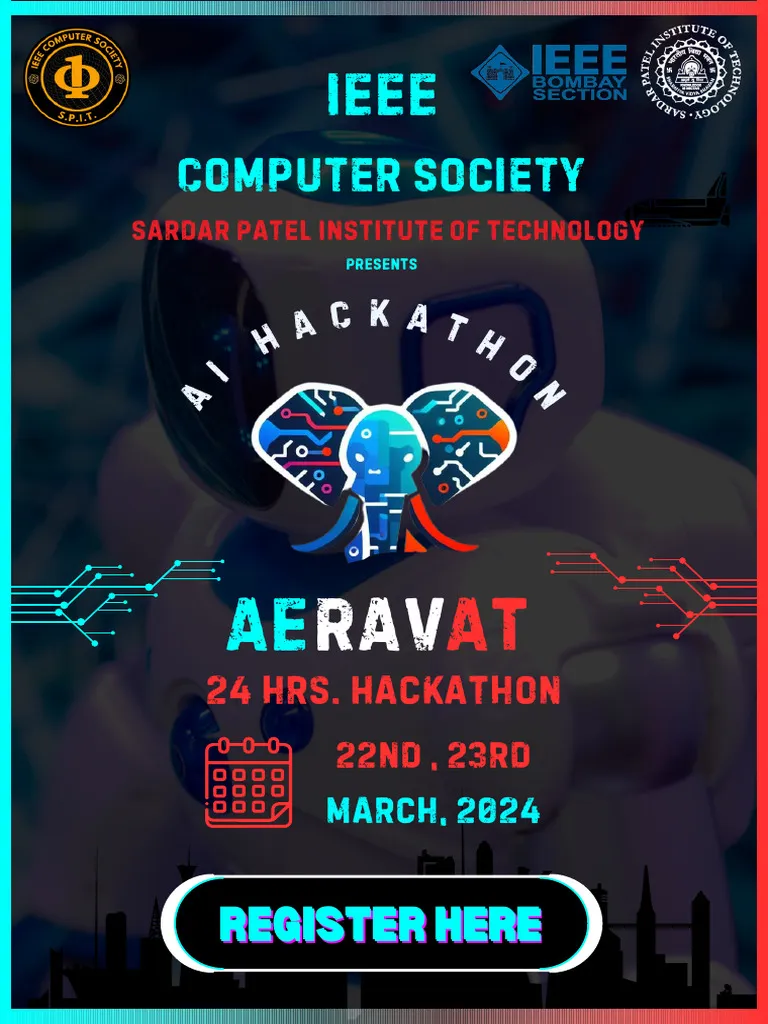 IEEE COMPUTER SOCIETY
S.P.I.T.
IEEE
BOMBAY
SECTION
SARDAR PATEL INSTITUTE OF TECHNOLOGY
IEEE
COMPUTER SOCIETY
SARDAR PATEL INSTITUTE OF TECHNOLOGY
PRESENTS
AI HACKATHON
AERAVAT
24 HRS. HACKATHON
22ND , 23RD
MARCH, 2024
REGISTER HERE